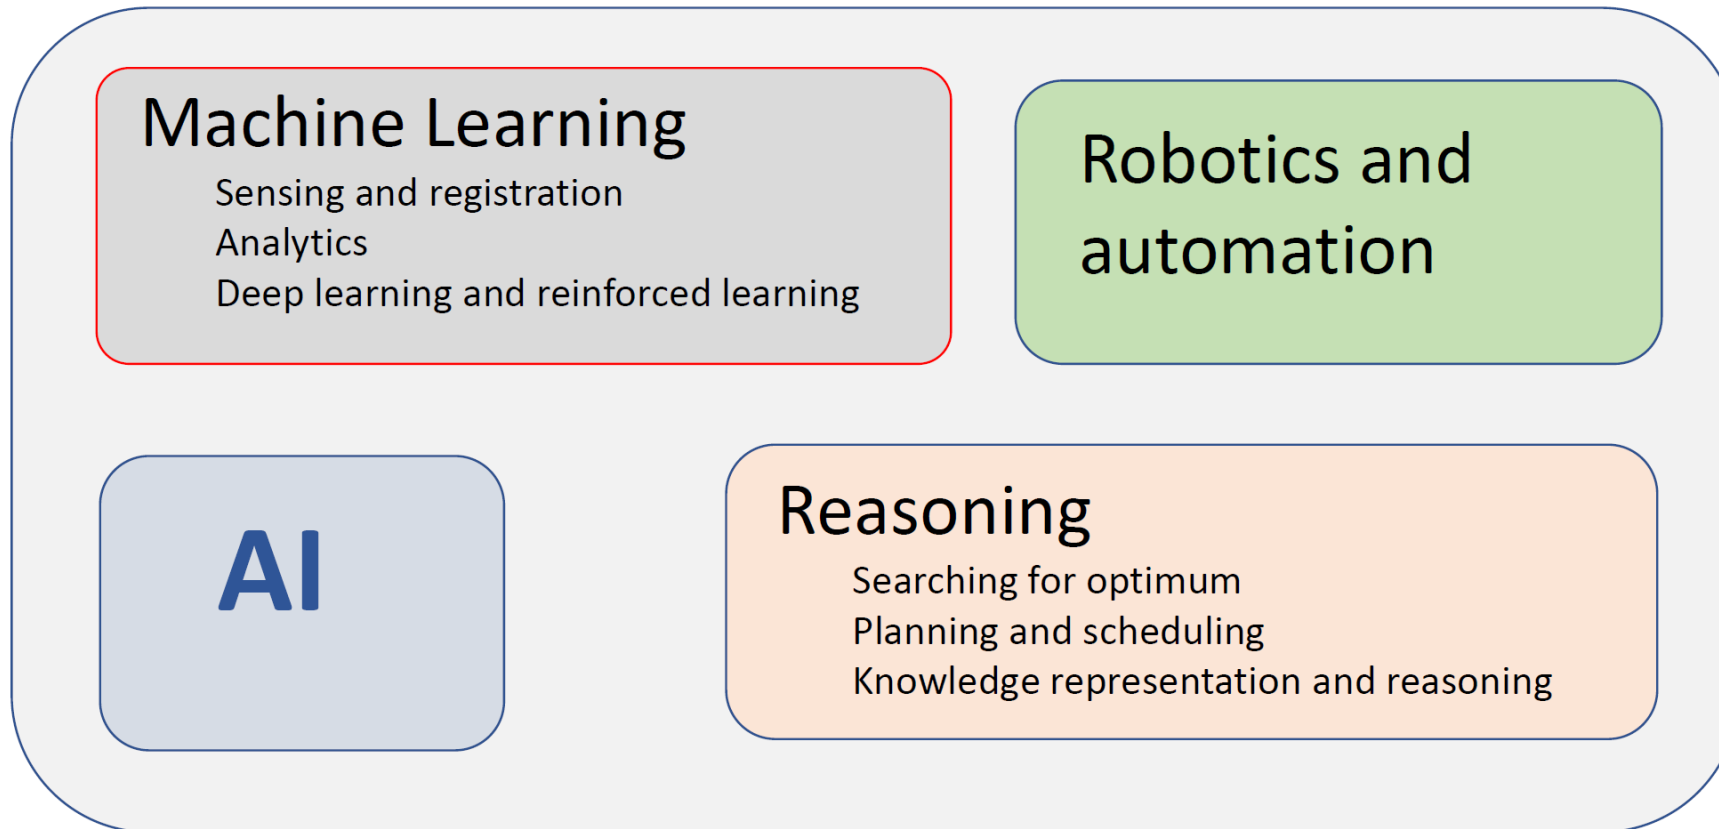 Machine Learning
Sensing and registration
Analytics
Deep learning and reinforced learning
Robotics and
automation
AI
Reasoning
Searching for optimum
Planning and scheduling
Knowledge representation and reasoning